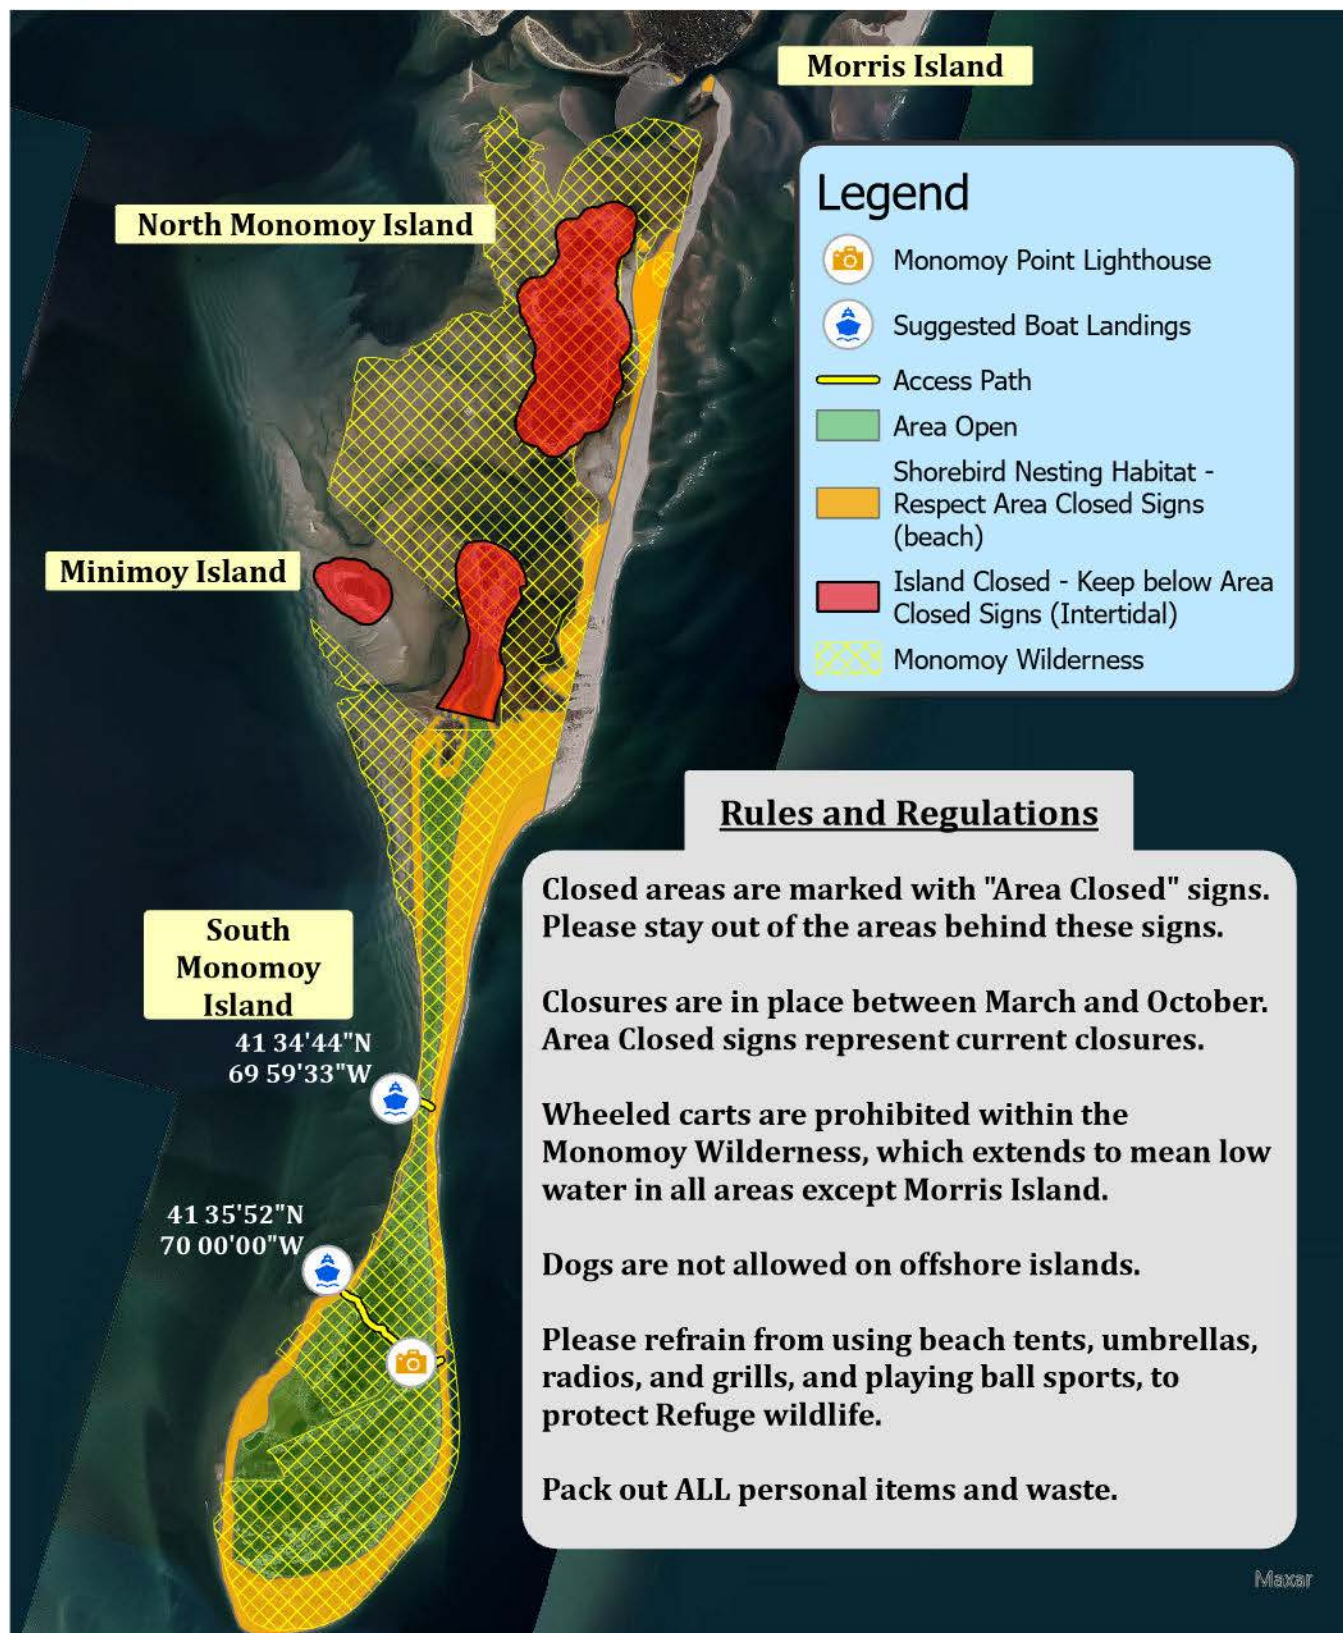 Morris Island
North Monomoy Island
Legend
Monomoy Point Lighthouse
Suggested Boat Landings
Access Path
Area Open
Shorebird Nesting Habitat -
Respect Area Closed Signs
(beach)
Island Closed - Keep below Area
Closed Signs (Intertidal)
Monomoy Wilderness
Minimoy Island
South
Monomoy
Island
41 34'44"N
69 59'33"W
41 35'52"N
70 00'00"W
Rules and Regulations
Closed areas are marked with "Area Closed" signs.
Please stay out of the areas behind these signs.
Closures are in place between March and October.
Area Closed signs represent current closures.
Wheeled carts are prohibited within the
Monomoy Wilderness, which extends to mean low
water in all areas except Morris Island.
Dogs are not allowed on offshore islands.
Please refrain from using beach tents, umbrellas,
radios, and grills, and playing ball sports, to
protect Refuge wildlife.
Pack out ALL personal items and waste.
Maxar